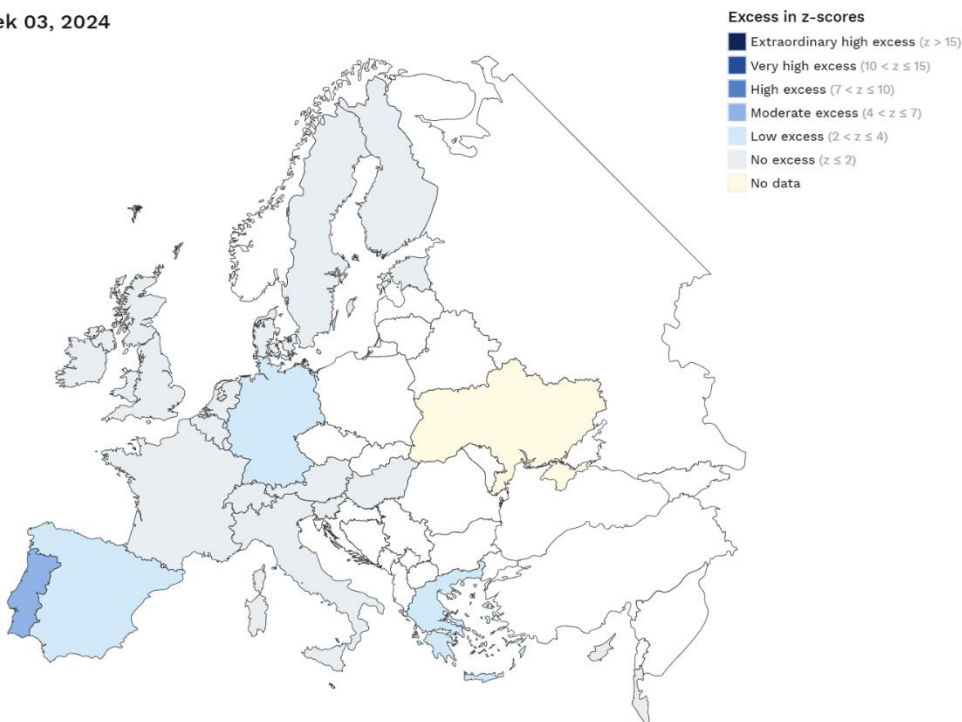 ek 03, 2024
Excess in z-scores
Extraordinary high excess (z > 15)
Very high excess (10 < z ≤ 15)
High excess (7 < z ≤ 10)
Moderate excess (4 < z ≤ 7)
Low excess (2 < z ≤ 4)
No excess (z ≤ 2)
No data